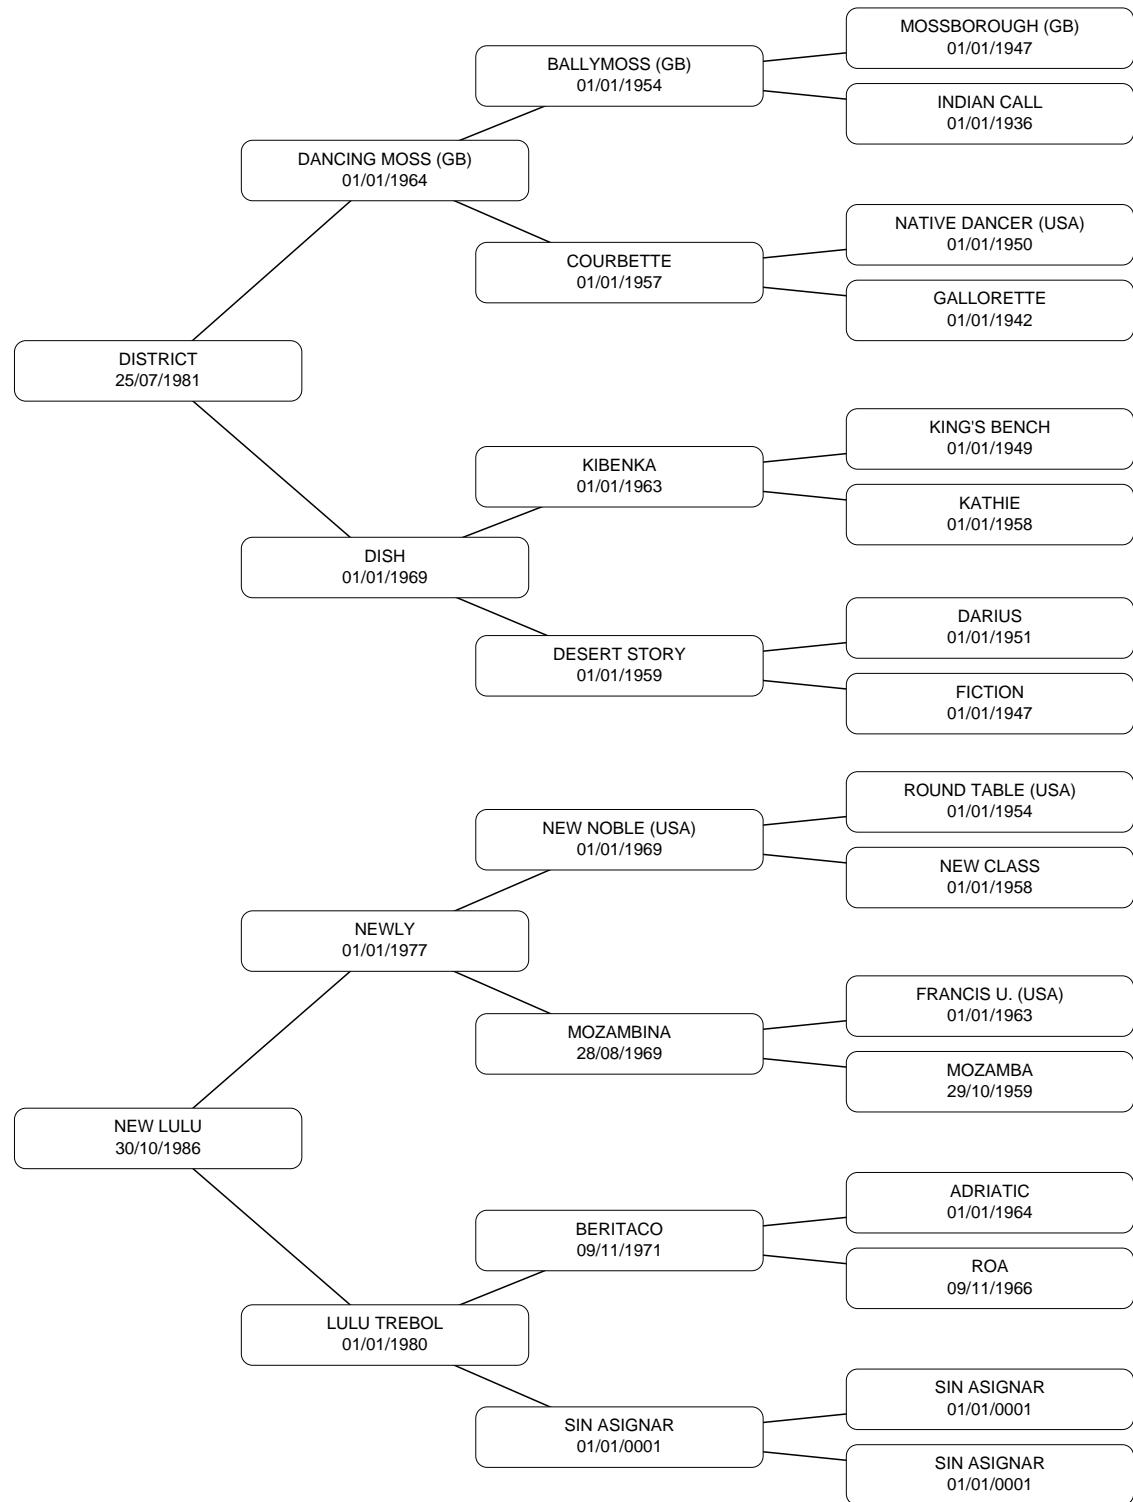 MOSSBOROUGH (GB)
01/01/1947
BALLYMOSS (GB)
01/01/1954
INDIAN CALL
01/01/1936
DANCING MOSS (GB)
01/01/1964
NATIVE DANCER (USA)
01/01/1950
COURBETTE
01/01/1957
GALLORETTE
01/01/1942
DISTRICT
25/07/1981
KING'S BENCH
01/01/1949
KIBENKA
01/01/1963
KATHIE
01/01/1958
DISH
01/01/1969
DARIUS
01/01/1951
DESERT STORY
01/01/1959
FICTION
01/01/1947
ROUND TABLE (USA)
01/01/1954
NEW NOBLE (USA)
01/01/1969
NEW CLASS
01/01/1958
NEWLY
01/01/1977
FRANCIS U. (USA)
01/01/1963
MOZAMBINA
28/08/1969
MOZAMBA
29/10/1959
NEW LULU
30/10/1986
ADRIATIC
01/01/1964
BERITACO
09/11/1971
ROA
09/11/1966
LULU TREBOL
01/01/1980
SIN ASIGNAR
01/01/0001
SIN ASIGNAR
01/01/0001
SIN ASIGNAR
01/01/0001